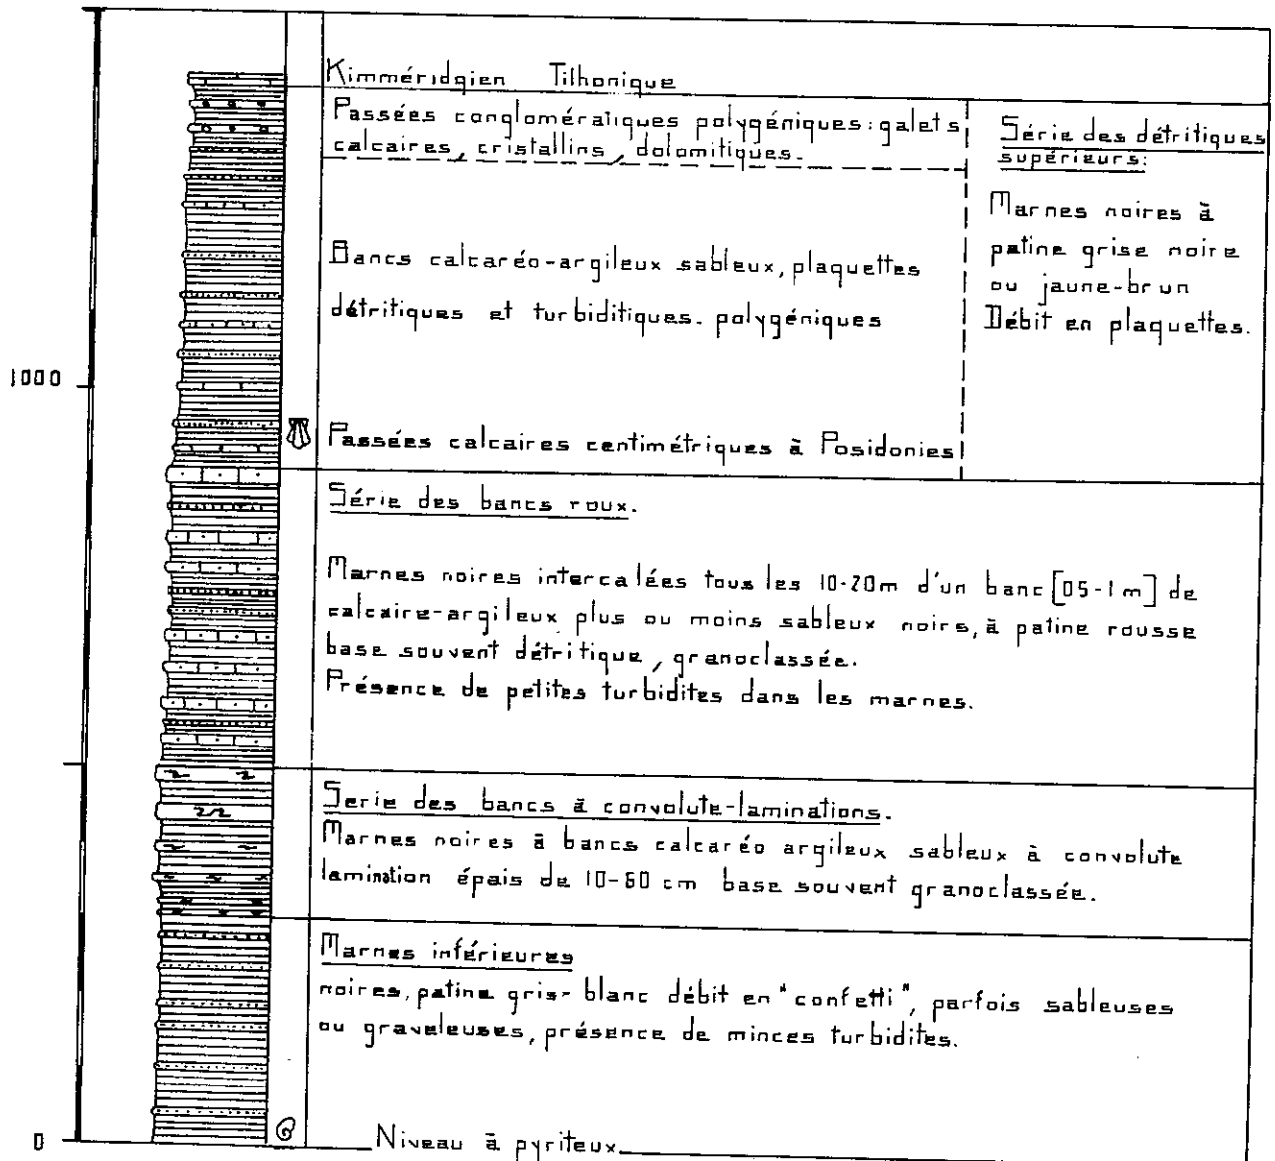 Kimméridgien Tithonique
Passées conglomératiques polygéniques: galets
calcaires, cristallins, dolomitiques.
Bancs calcaréo-argileux sableux, plaquettes
détritiques et turbiditiques. polygéniques
Passées calcaires centimétriques à Posidonies
Série des détritiques
supérieurs:
Marnes noires à
patine grise noire
ou jaune-brun
Débit en plaquettes.
1000
Série des bancs roux.
Marnes noires intercalées tous les 10-20m d'un banc [05-1m] de
calcaire-argileux plus ou moins sableux noirs, à patine rousse
base souvent détritique, granoclassée.
Présence de petites turbidites dans les marnes.
Serie des bancs à convolute-laminations.
Marnes noires à bancs calcaréo argileux sableux à convolute
lamination épais de 10-60 cm base souvent granoclassée.
Marnes inférieures
noires, patine gris-blanc débit en "confetti", parfois sableuses
ou graveleuses, présence de minces turbidites.
0
Niveau à pyriteux